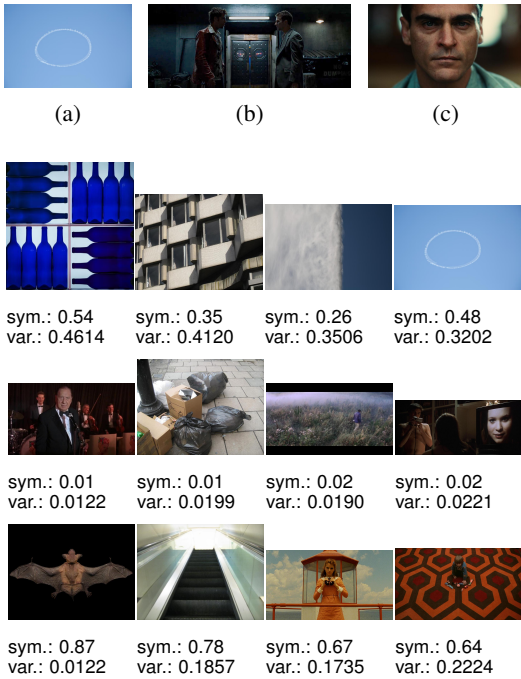 (a) (b) (c)
sym.: 0.54 sym.: 0.35 sym.: 0.26 sym.: 0.48
var.: 0.4614 var.: 0.4120 var.: 0.3506 var.: 0.3202
sym.: 0.01 sym.: 0.01 sym.: 0.02 sym.: 0.02
var.: 0.0122 var.: 0.0199 var.: 0.0190 var.: 0.0221
sym.: 0.87 sym.: 0.78 sym.: 0.67 sym.: 0.64
var.: 0.0122 var.: 0.1857 var.: 0.1735 var.: 0.2224